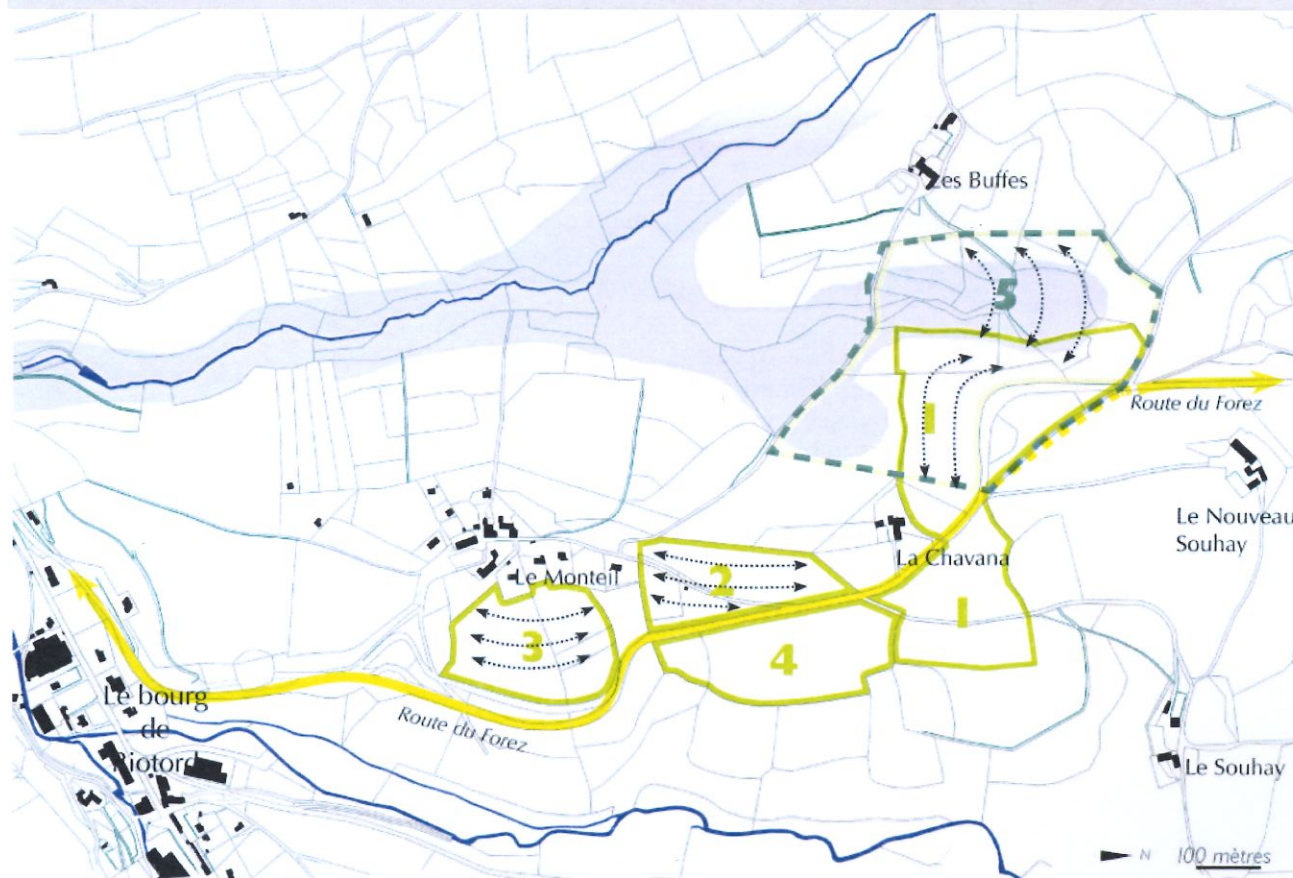 Les Buffes
5
Route du Forez
1
Le Nouveau
Souhay
La Chavana
2
Le Monteil
1
3
4
Le bourg
de
Riotord
Route du Forez
Le Souhay
N 100 mètres